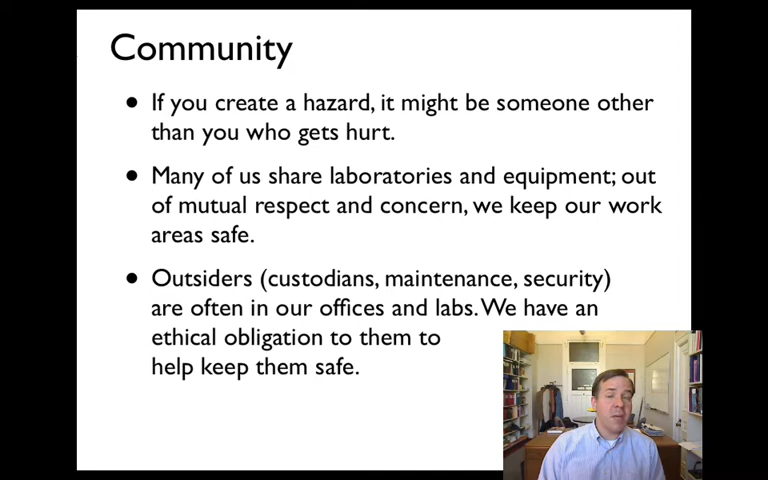 Community
• If you create a hazard, it might be someone other
than you who gets hurt.
• Many of us share laboratories and equipment; out
of mutual respect and concern, we keep our work
areas safe.
• Outsiders (custodians, maintenance, security)
are often in our offices and labs. We have an
ethical obligation to them to
help keep them safe.